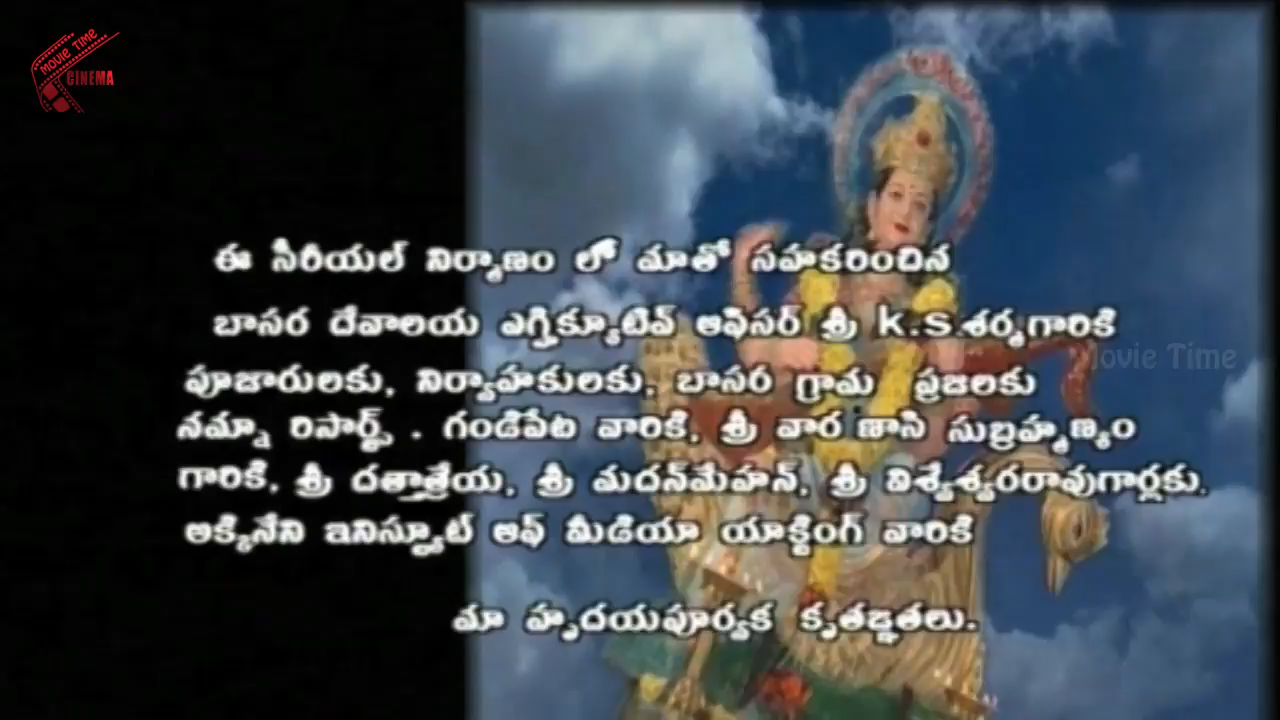 MOVIE TIME
CINEMA
ఈ సీరియల్ నిర్మాణం లో మాతో సహకరించిన
బాసర దేవాలయ ఎగ్జిక్యూటివ్ ఆఫీసర్ శ్రీ k.s.శర్మగారికి
Movie Time
పూజారులకు, నిర్వాహకులకు, బాసర గ్రామ ప్రజలకు
నమ్మా రిసార్ట్స్ . గండిపేట వారికి, శ్రీ వారణాసి సుబ్రహ్మణ్యం
గారికి, శ్రీ దత్తాత్రేయ, శ్రీ మదన్‌మోహన్, శ్రీ విశ్వేశ్వరరావుగార్లకు.
అక్కినేని ఇనిస్టూట్ ఆఫ్ మీడియా యాక్టింగ్ వారికి
మా హృదయపూర్వక కృతజ్ఞతలు.